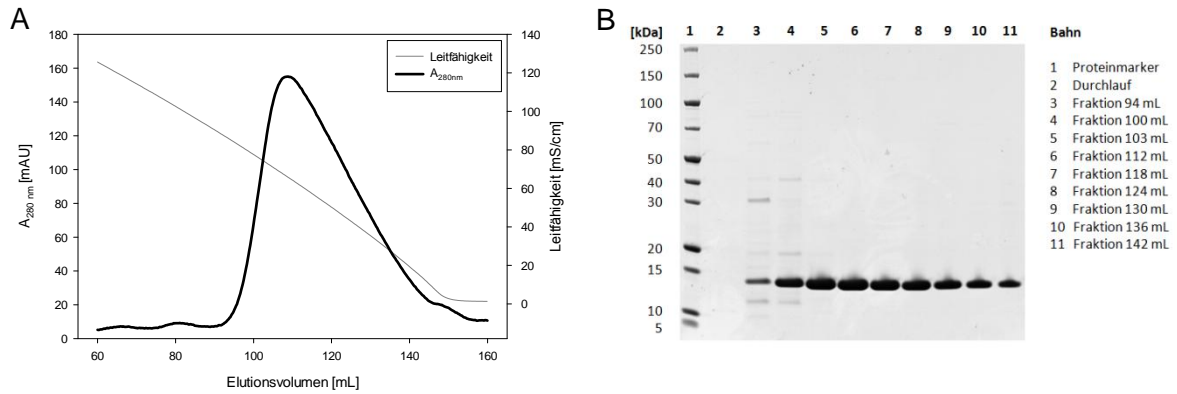 A
180
160
140
120
100
80
60
40
20
0
A280 nm [mAU]
60
80
100
120
140
160
Elutionsvolumen [mL]
140
120
100
80
60
40
20
0
Leitfähigkeit [mS/cm]
Leitfähigkeit
A280nm
B
[kDa] 1 2 3 4 5 6 7 8 9 10 11
250
150
100
70
50
40
30
20
15
10
5
Bahn
1 Proteinmarker
2 Durchlauf
3 Fraktion 94 mL
4 Fraktion 100 mL
5 Fraktion 103 mL
6 Fraktion 112 mL
7 Fraktion 118 mL
8 Fraktion 124 mL
9 Fraktion 130 mL
10 Fraktion 136 mL
11 Fraktion 142 mL